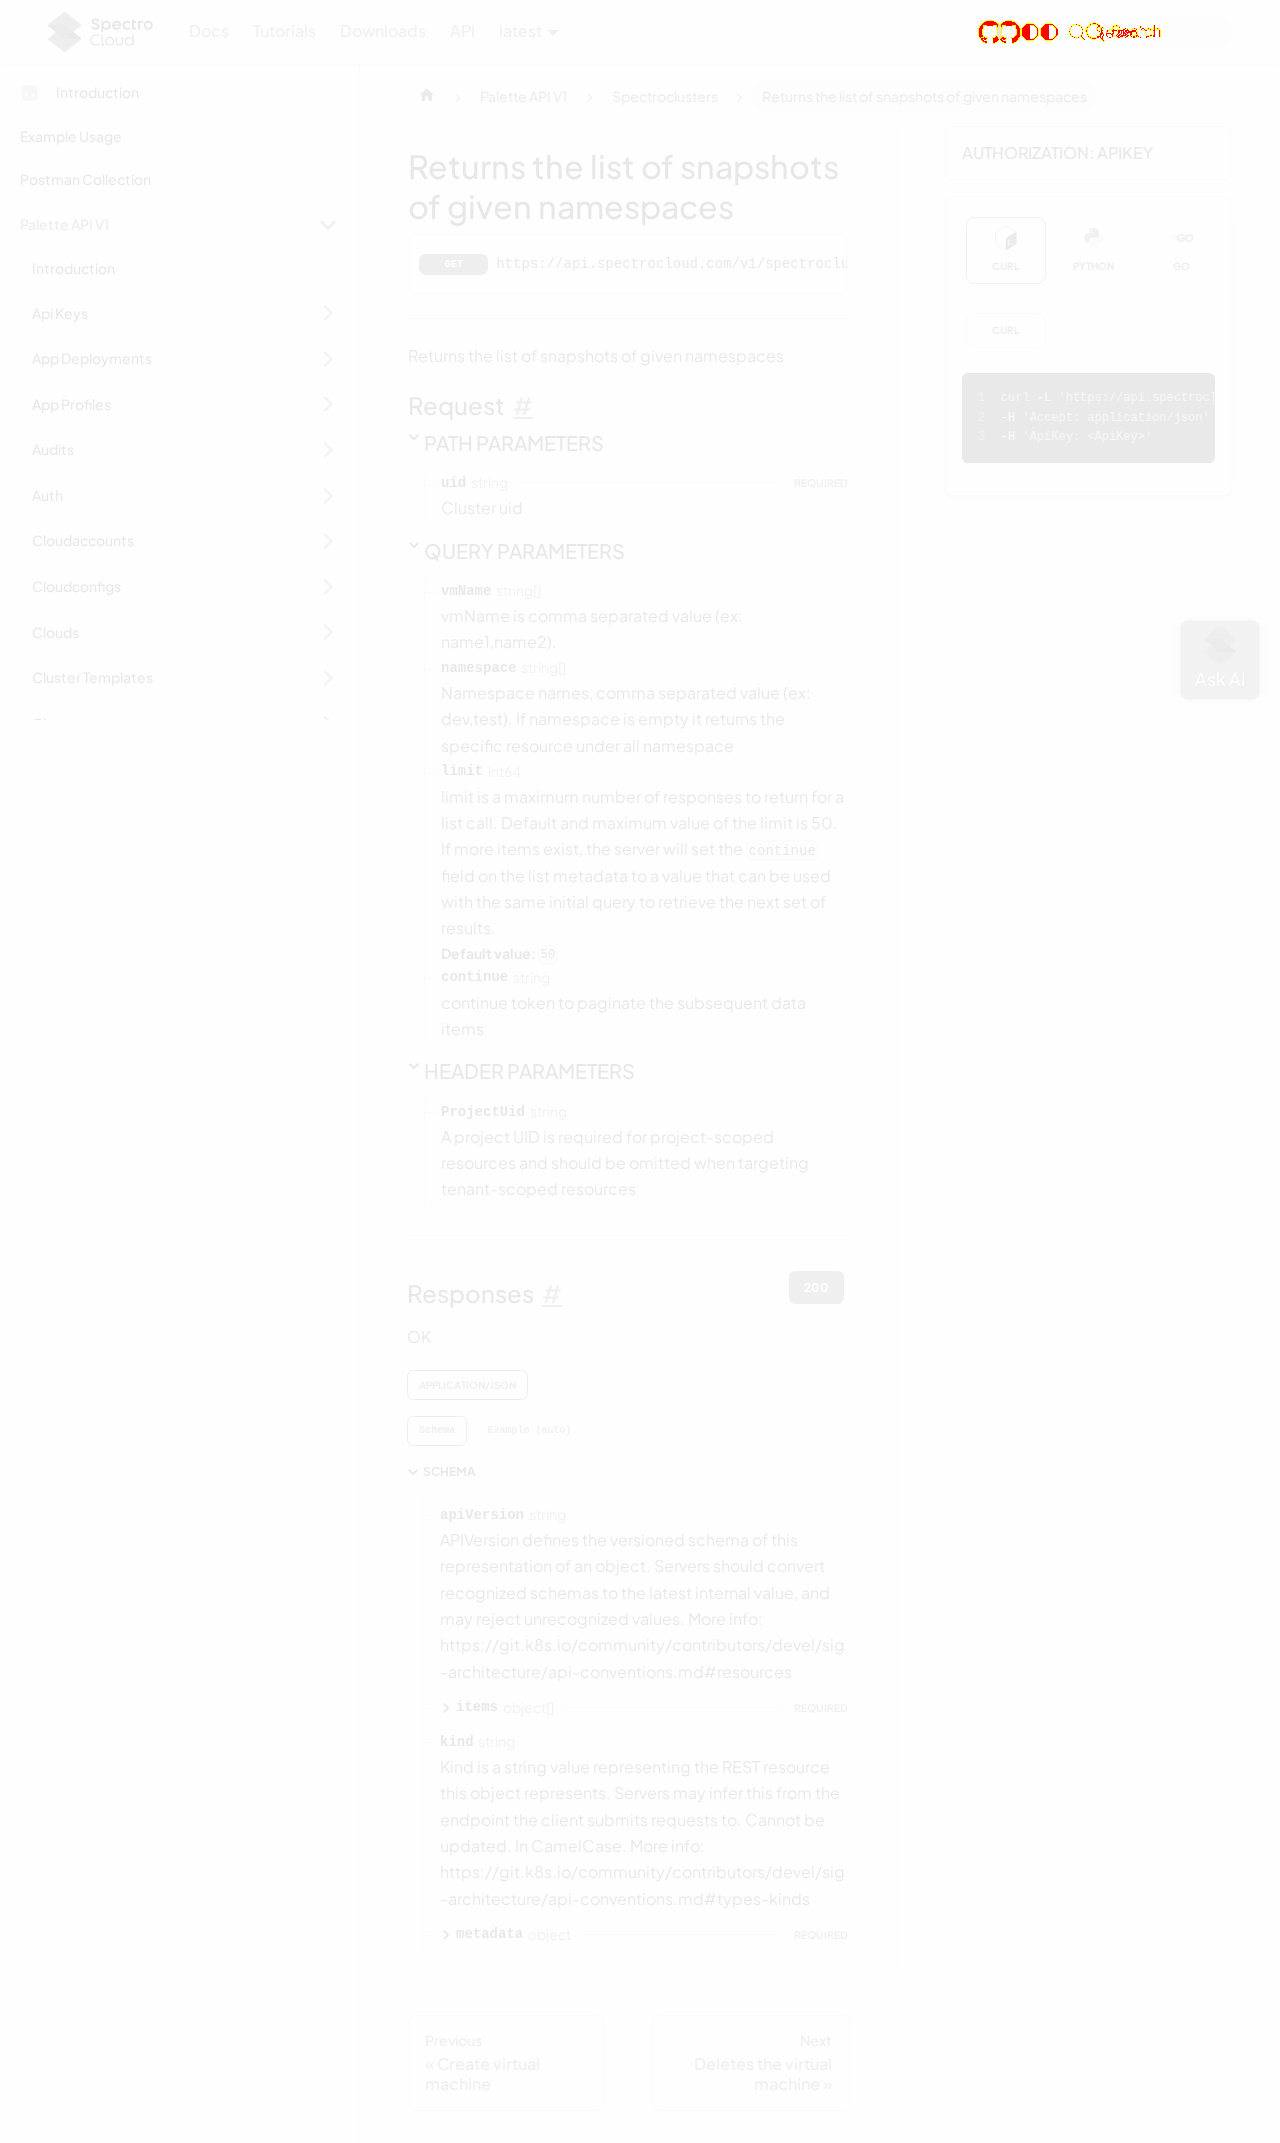 Spectro
Cloud
Docs
Tutorials
Downloads
API
latest
Search
Introduction
Example Usage
Postman Collection
Palette API V1
Introduction
Api Keys
App Deployments
App Profiles
Audits
Auth
Cloudaccounts
Cloudconfigs
Clouds
Cluster Templates
Palette API V1
Spectroclusters
Returns the list of snapshots of given namespaces
Returns the list of snapshots
of given namespaces
GET https://api.spectrocloud.com/v1/spectroclu
Returns the list of snapshots of given namespaces
Request #
PATH PARAMETERS
uid string REQUIRED
Cluster uid
QUERY PARAMETERS
vmName string[]
vmName is comma separated value (ex:
name1,name2).
namespace string[]
Namespace names, comma separated value (ex:
dev,test). If namespace is empty it returns the
specific resource under all namespace
limit int64
limit is a maximum number of responses to return for a
list call. Default and maximum value of the limit is 50.
If more items exist, the server will set the continue
field on the list metadata to a value that can be used
with the same initial query to retrieve the next set of
results.
Default value: 50
continue string
continue token to paginate the subsequent data
items
HEADER PARAMETERS
ProjectUid string
A project UID is required for project-scoped
resources and should be omitted when targeting
tenant-scoped resources
Responses #
200
OK
APPLICATION/JSON
Schema
Example (auto)
SCHEMA
apiVersion string
APIVersion defines the versioned schema of this
representation of an object. Servers should convert
recognized schemas to the latest internal value, and
may reject unrecognized values. More info:
https://git.k8s.io/community/contributors/devel/sig
-architecture/api-conventions.md#resources
items object[] REQUIRED
kind string
Kind is a string value representing the REST resource
this object represents. Servers may infer this from the
endpoint the client submits requests to. Cannot be
updated. In CamelCase. More info:
https://git.k8s.io/community/contributors/devel/sig
-architecture/api-conventions.md#types-kinds
metadata object REQUIRED
Previous
« Create virtual
machine
Next
Deletes the virtual
machine »
AUTHORIZATION: APIKEY
CURL
PYTHON
GO
GO
CURL
1 curl -L 'https://api.spectrocl
2 -H 'Accept: application/json'
3 -H 'ApiKey: <ApiKey>'
Ask AI